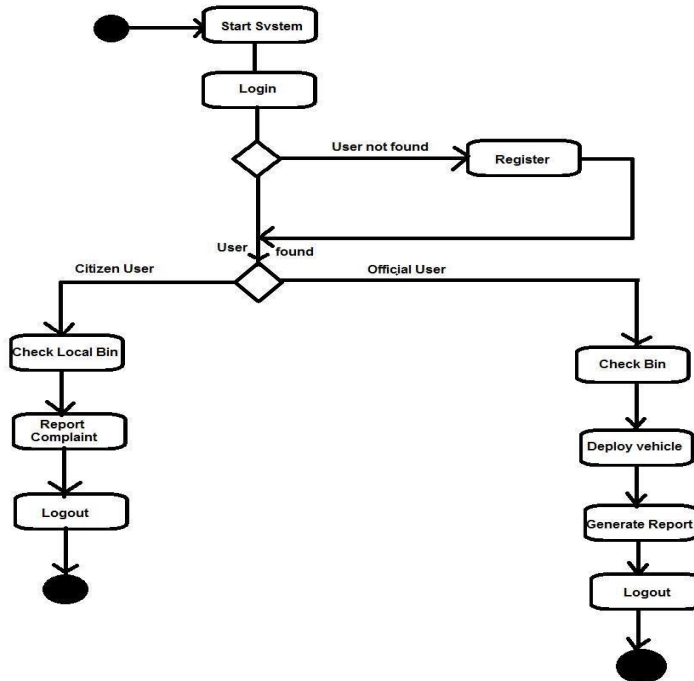 Start Svstem
Login
User not found
Register
User found
Citizen User
Official User
Check Local Bin
Check Bin
Report
Complaint
Deploy vehicle
Logout
Generate Report
Logout